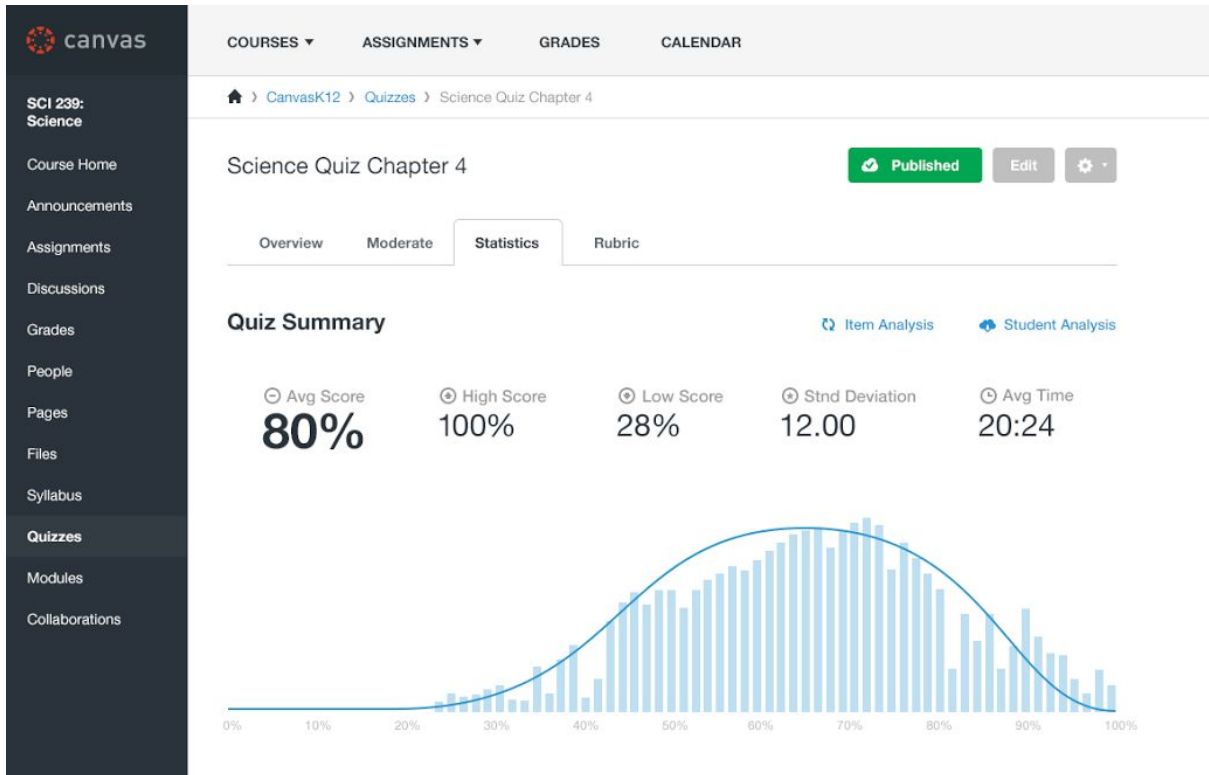 canvas
COURSES ▾ ASSIGNMENTS ▾ GRADES CALENDAR
SCI 239:
Science
Course Home
Announcements
Assignments
Discussions
Grades
People
Pages
Files
Syllabus
Quizzes
Modules
Collaborations
CanvasK12 > Quizzes > Science Quiz Chapter 4
Science Quiz Chapter 4
Published Edit
Overview Moderate Statistics Rubric
Quiz Summary
Item Analysis Student Analysis
Avg Score High Score Low Score Stnd Deviation Avg Time
80% 100% 28% 12.00 20:24
0% 10% 20% 30% 40% 50% 60% 70% 80% 90% 100%